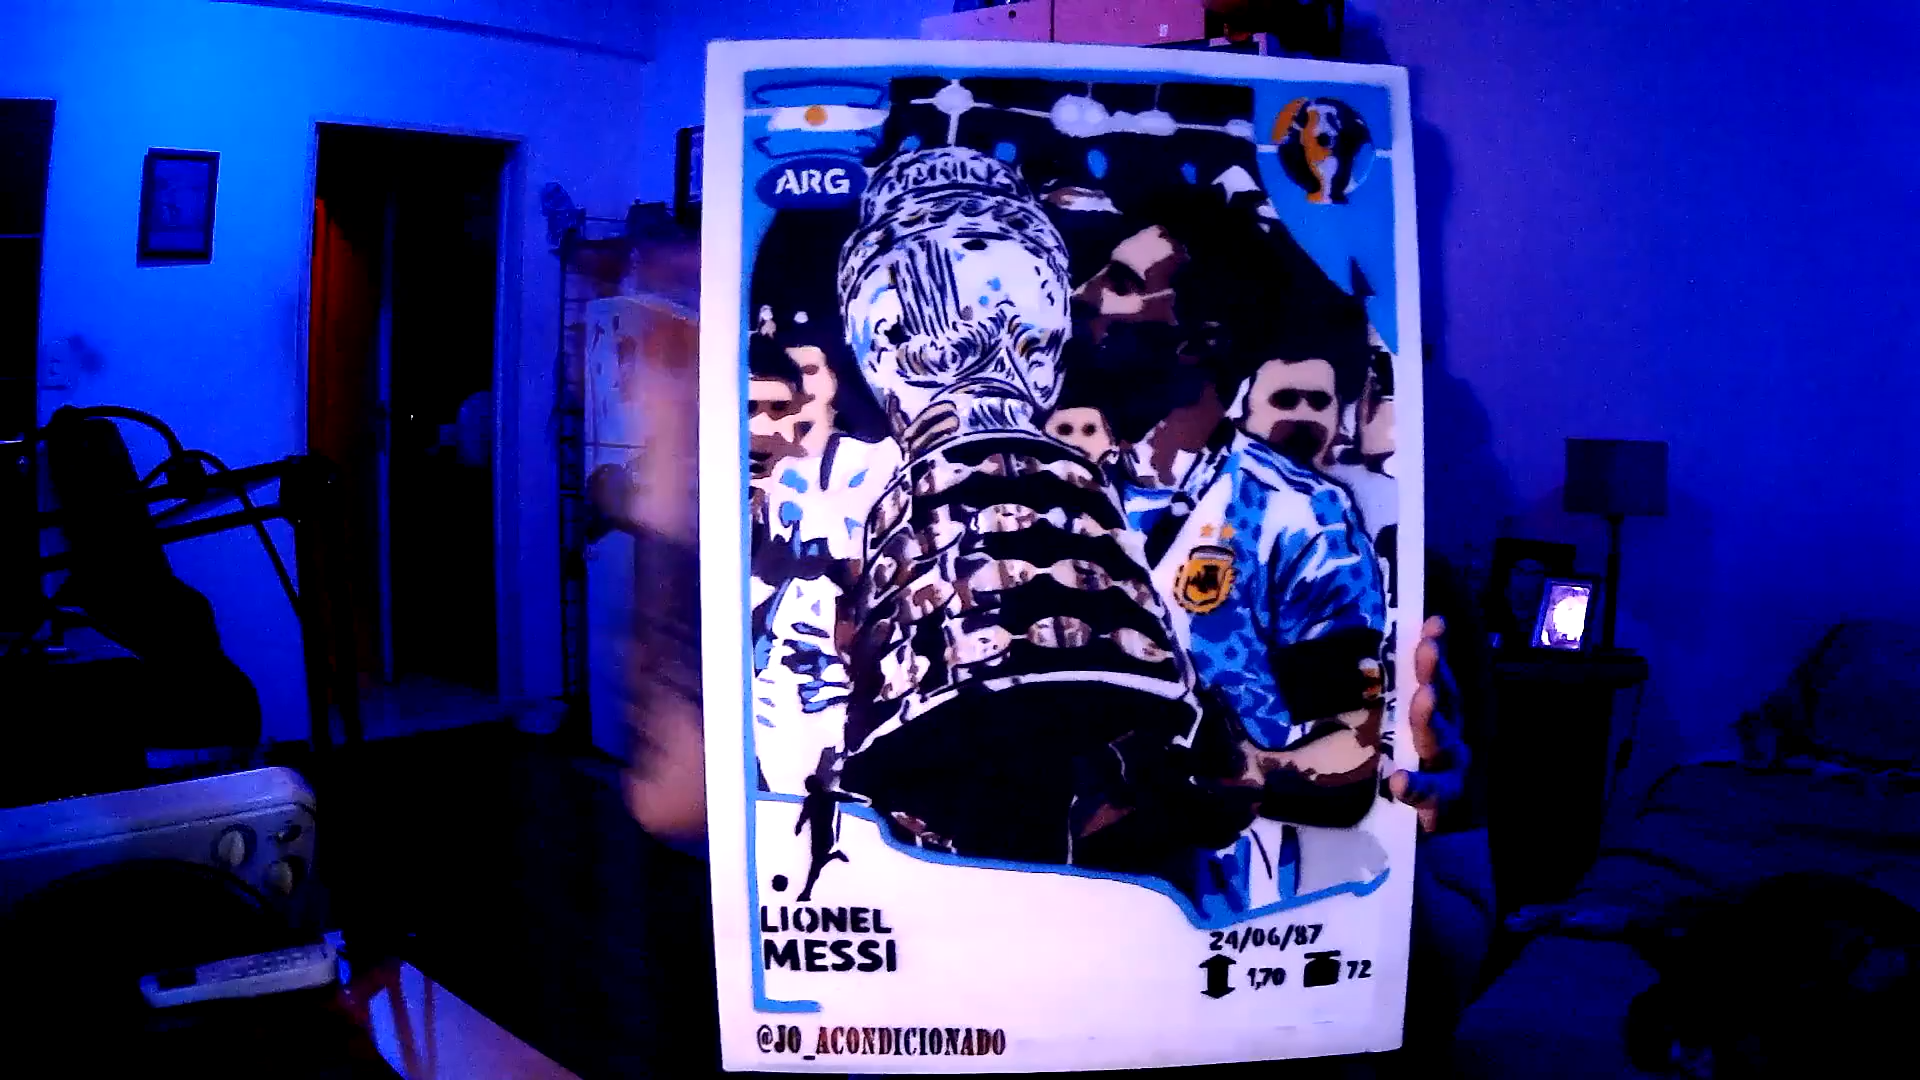 ARG
LIONEL
MESSI
24/06/87
1,70 72
@JO_ACONDICIONADO